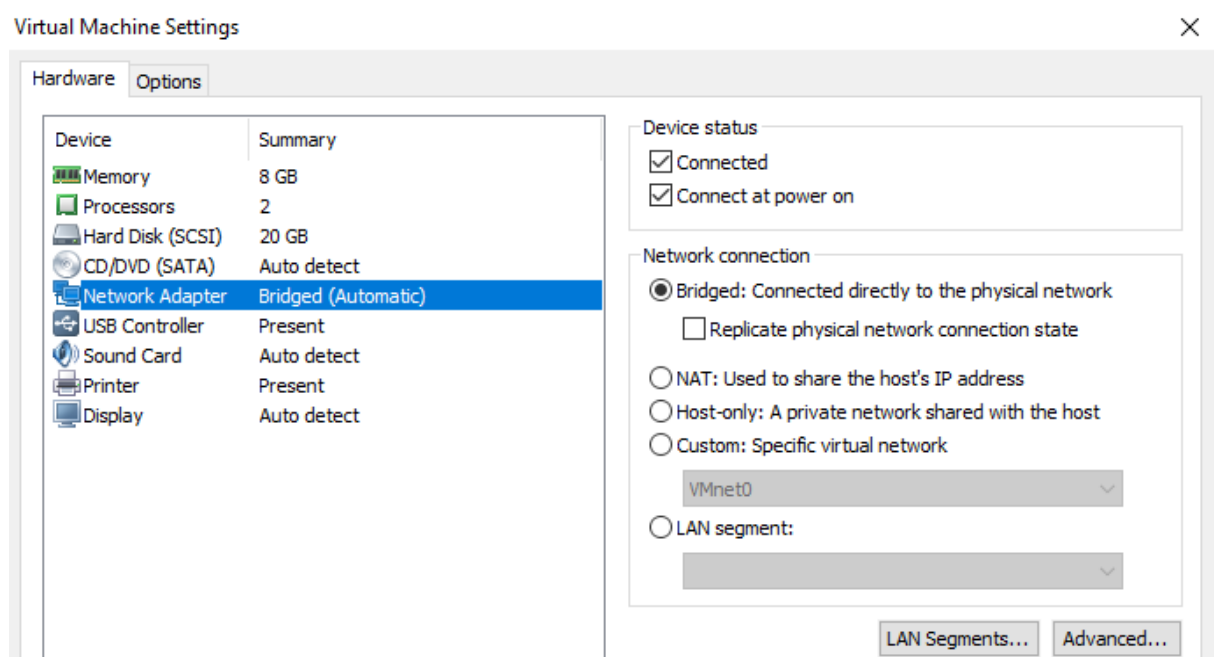 Virtual Machine Settings
Hardware Options
Device Summary
Memory 8 GB
Processors 2
Hard Disk (SCSI) 20 GB
CD/DVD (SATA) Auto detect
Network Adapter Bridged (Automatic)
USB Controller Present
Sound Card Auto detect
Printer Present
Display Auto detect
Device status
Connected
Connect at power on
Network connection
Bridged: Connected directly to the physical network
Replicate physical network connection state
NAT: Used to share the host's IP address
Host-only: A private network shared with the host
Custom: Specific virtual network
VMnet0
LAN segment:
LAN Segments... Advanced...